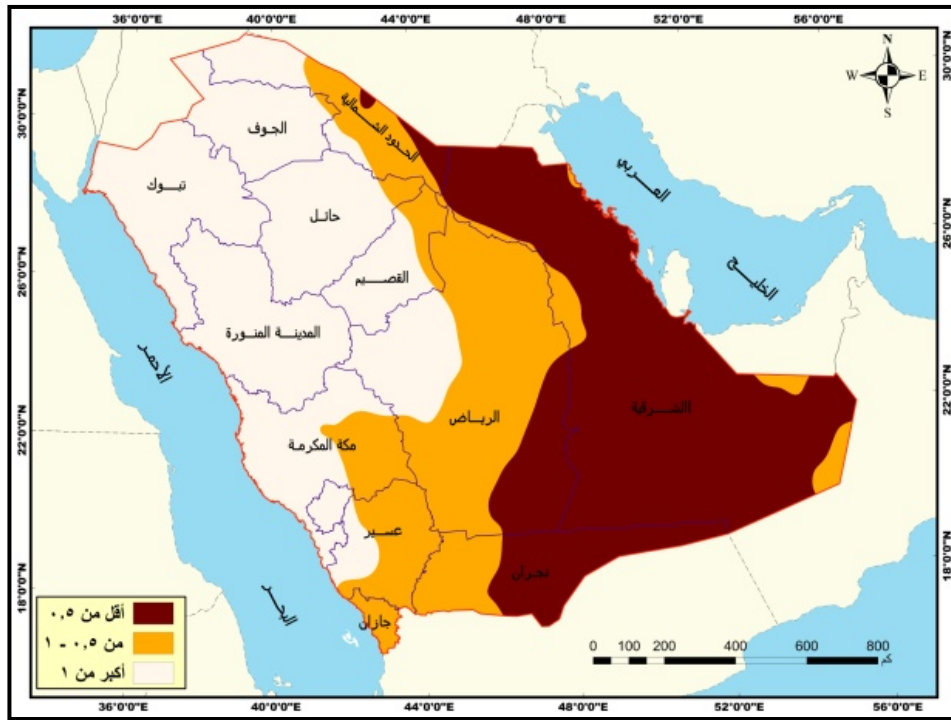 36°0'0"E 40°0'0"E 44°0'0"E 48°0'0"E 52°0'0"E 56°0'0"E
N
W E
S
30°0'0"N 30°0'0"N
الحدود الشمالية
الجوف
تبوك
حائل
العربي
26°0'0"N 26°0'0"N
القصيم
الخليج
المدينة المنورة
الأحمر
22°0'0"N 22°0'0"N
الشرقية
الرياض
مكة المكرمة
عسير
نجران
18°0'0"N 18°0'0"N
البحر
جازان
أقل من ٠,٥
من ٠,٥ - ١
أكبر من ١
0 100 200 400 600 800
كم
36°0'0"E 40°0'0"E 44°0'0"E 48°0'0"E 52°0'0"E 56°0'0"E